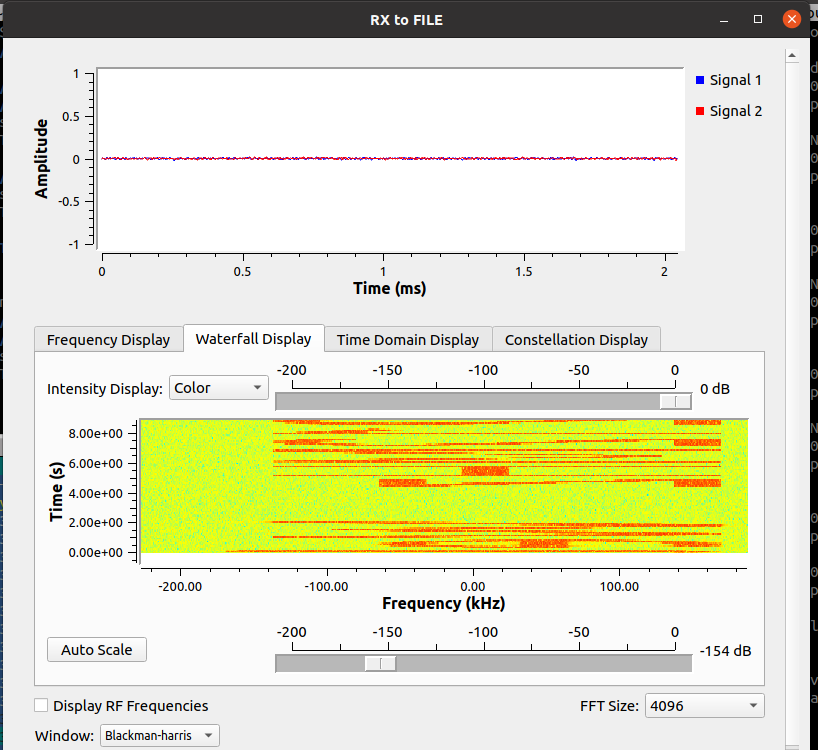 RX to FILE
1
0.5
0
-0.5
-1
Amplitude
Signal 1
Signal 2
0 0.5 1 1.5 2
Time (ms)
Frequency Display Waterfall Display Time Domain Display Constellation Display
-200 -150 -100 -50 0
Intensity Display: Color 0 dB
8.00e+00
6.00e+00
4.00e+00
2.00e+00
0.00e+00
Time (s)
-200.00 -100.00 0.00 100.00
Frequency (kHz)
-200 -150 -100 -50 0
Auto Scale -154 dB
Display RF Frequencies FFT Size: 4096
Window: Blackman-harris